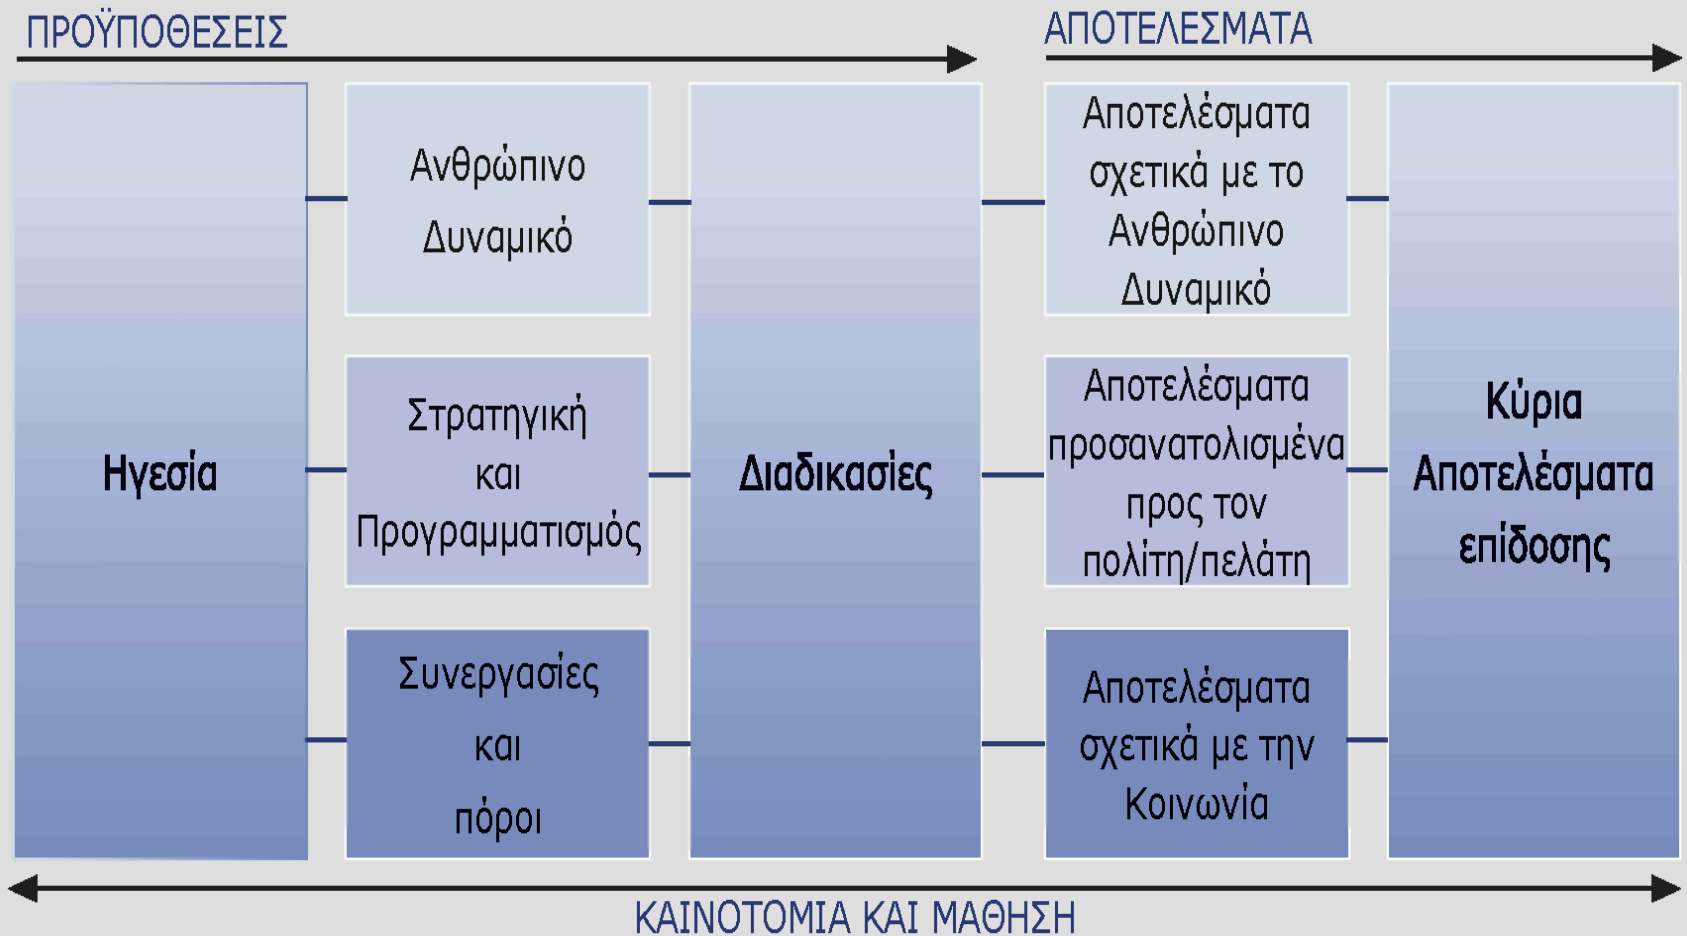 ΠΡΟΫΠΟΘΕΣΕΙΣ
ΑΠΟΤΕΛΕΣΜΑΤΑ
Ηγεσία
Ανθρώπινο
Δυναμικό
Στρατηγική
και
Προγραμματισμός
Συνεργασίες
και
πόροι
Διαδικασίες
Αποτελέσματα
σχετικά με το
Ανθρώπινο
Δυναμικό
Αποτελέσματα
προσανατολισμένα
προς τον
πολίτη/πελάτη
Αποτελέσματα
σχετικά με την
Κοινωνία
Κύρια
Αποτελέσματα
επίδοσης
ΚΑΙΝΟΤΟΜΙΑ ΚΑΙ ΜΑΘΗΣΗ